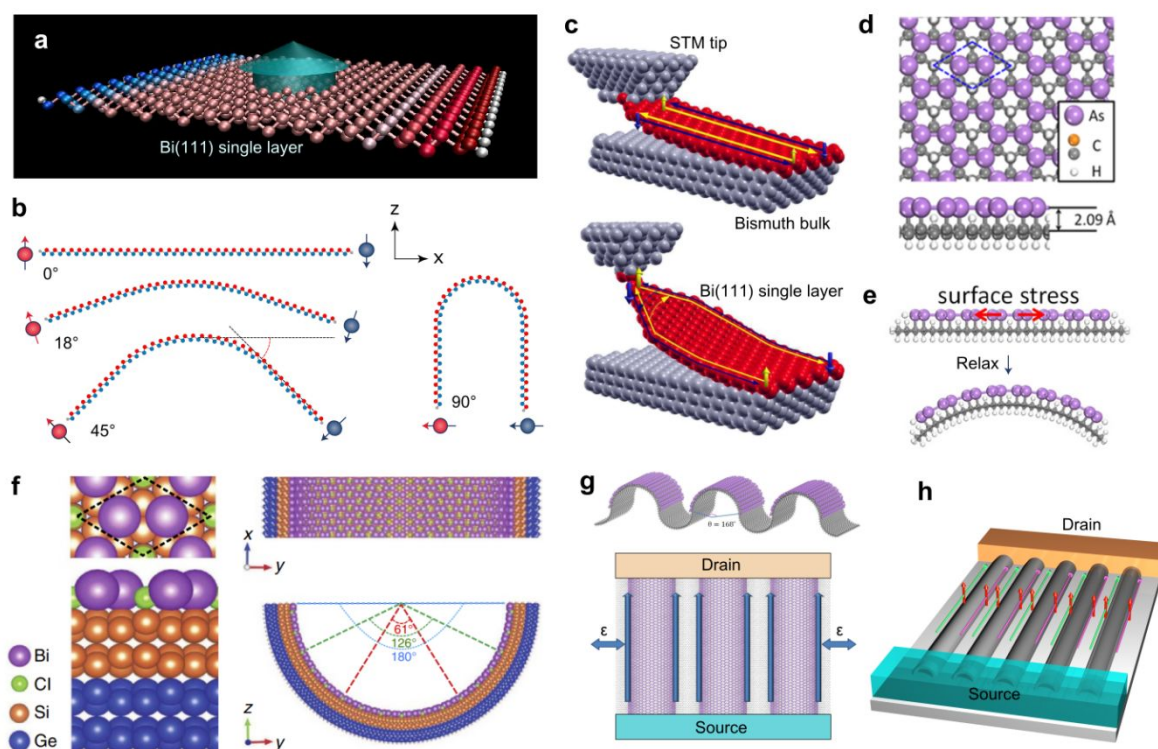 a
Bi(111) single layer
b
0°
18°
45°
90°
z
x
c
STM tip
Bismuth bulk
Bi(111) single layer
d
As
C
H
2.09 Å
e
surface stress
Relax
f
Bi
Cl
Si
Ge
x
y
61°
126°
180°
z
y
g
θ = 160°
Drain
ε
ε
Source
h
Drain
Source